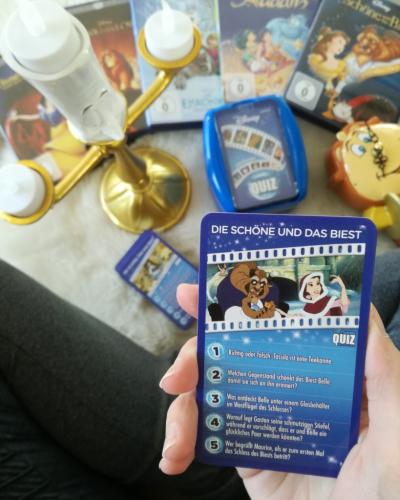 Disney
Aladdin
Disney
QUIZ
DIE SCHÖNE UND DAS BIEST
QUIZ
1 Richtig oder Falsch: Tassilo ist eine Teekanne
2 Welchen Gegenstand schenkt das Biest Belle
damit sie sich an ihn erinnert?
3 Was entdeckt Belle unter einem Glasbehälter
im Westflügel des Schlosses?
4 Worauf legt Gaston seine schmutzigen Stiefel,
während er vorschlägt, dass er und Belle ein
glückliches Paar werden könnten?
5 Wer begrüßt Maurice, als er zum ersten Mal
das Schloss des Biests betritt?